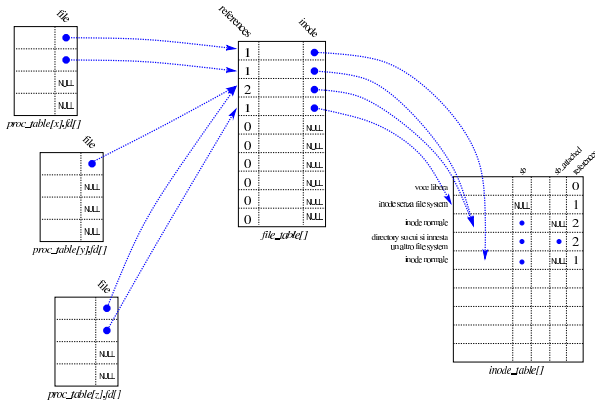 file
NULL
NULL
proc_table[x].fd[]
file
NULL
NULL
NULL
proc_table[y].fd[]
file
NULL
NULL
proc_table[z].fd[]
references
inode
1
1
2
1
0 NULL
0 NULL
0 NULL
0 NULL
0 NULL
0 NULL
file_table[]
sb
sb_attached
references
voce libera 0
inode senza file system NULL 1
inode normale NULL 2
directory su cui si innesta
un altro file system 2
inode normale NULL 1
inode_table[]